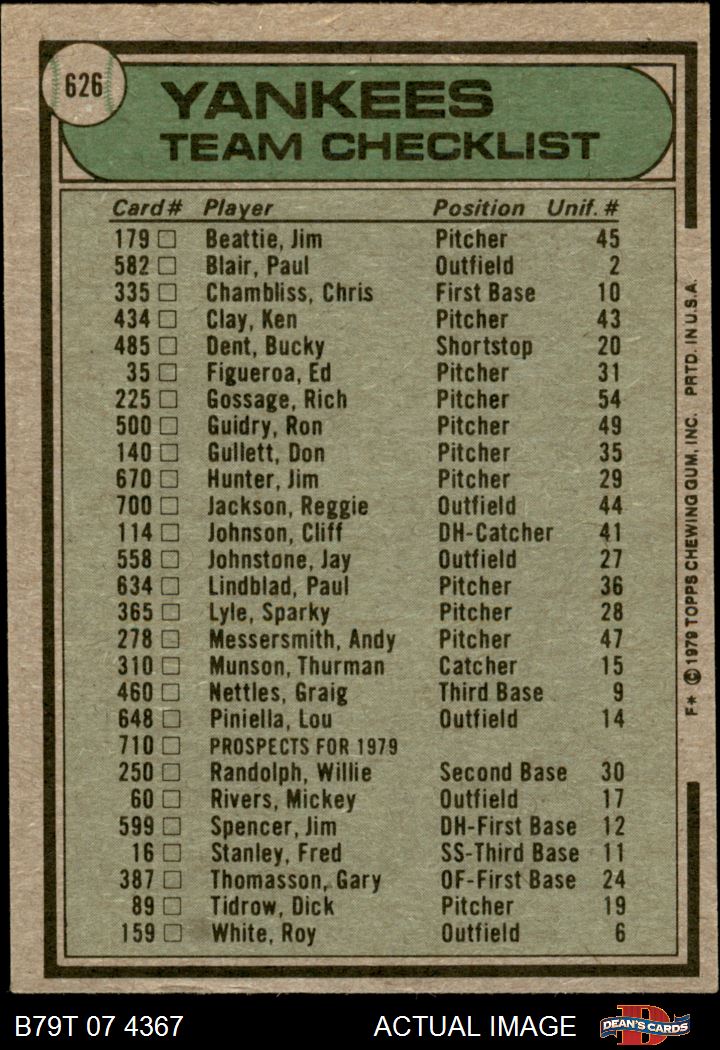 626
YANKEES
TEAM CHECKLIST
Card# Player Position Unif. #
179 Beattie, Jim Pitcher 45
582 Blair, Paul Outfield 2
335 Chambliss, Chris First Base 10
434 Clay, Ken Pitcher 43
485 Dent, Bucky Shortstop 20
35 Figueroa, Ed Pitcher 31
225 Gossage, Rich Pitcher 54
500 Guidry, Ron Pitcher 49
140 Gullett, Don Pitcher 35
670 Hunter, Jim Pitcher 29
700 Jackson, Reggie Outfield 44
114 Johnson, Cliff DH-Catcher 41
558 Johnstone, Jay Outfield 27
634 Lindblad, Paul Pitcher 36
365 Lyle, Sparky Pitcher 28
278 Messersmith, Andy Pitcher 47
310 Munson, Thurman Catcher 15
460 Nettles, Graig Third Base 9
648 Piniella, Lou Outfield 14
710 PROSPECTS FOR 1979
250 Randolph, Willie Second Base 30
60 Rivers, Mickey Outfield 17
599 Spencer, Jim DH-First Base 12
16 Stanley, Fred SS-Third Base 11
387 Thomasson, Gary OF-First Base 24
89 Tidrow, Dick Pitcher 19
159 White, Roy Outfield 6
F* © 1979 TOPPS CHEWING GUM, INC. PRTD. IN U.S.A.
B79T 07 4367 ACTUAL IMAGE
D
DEAN'S CARDS